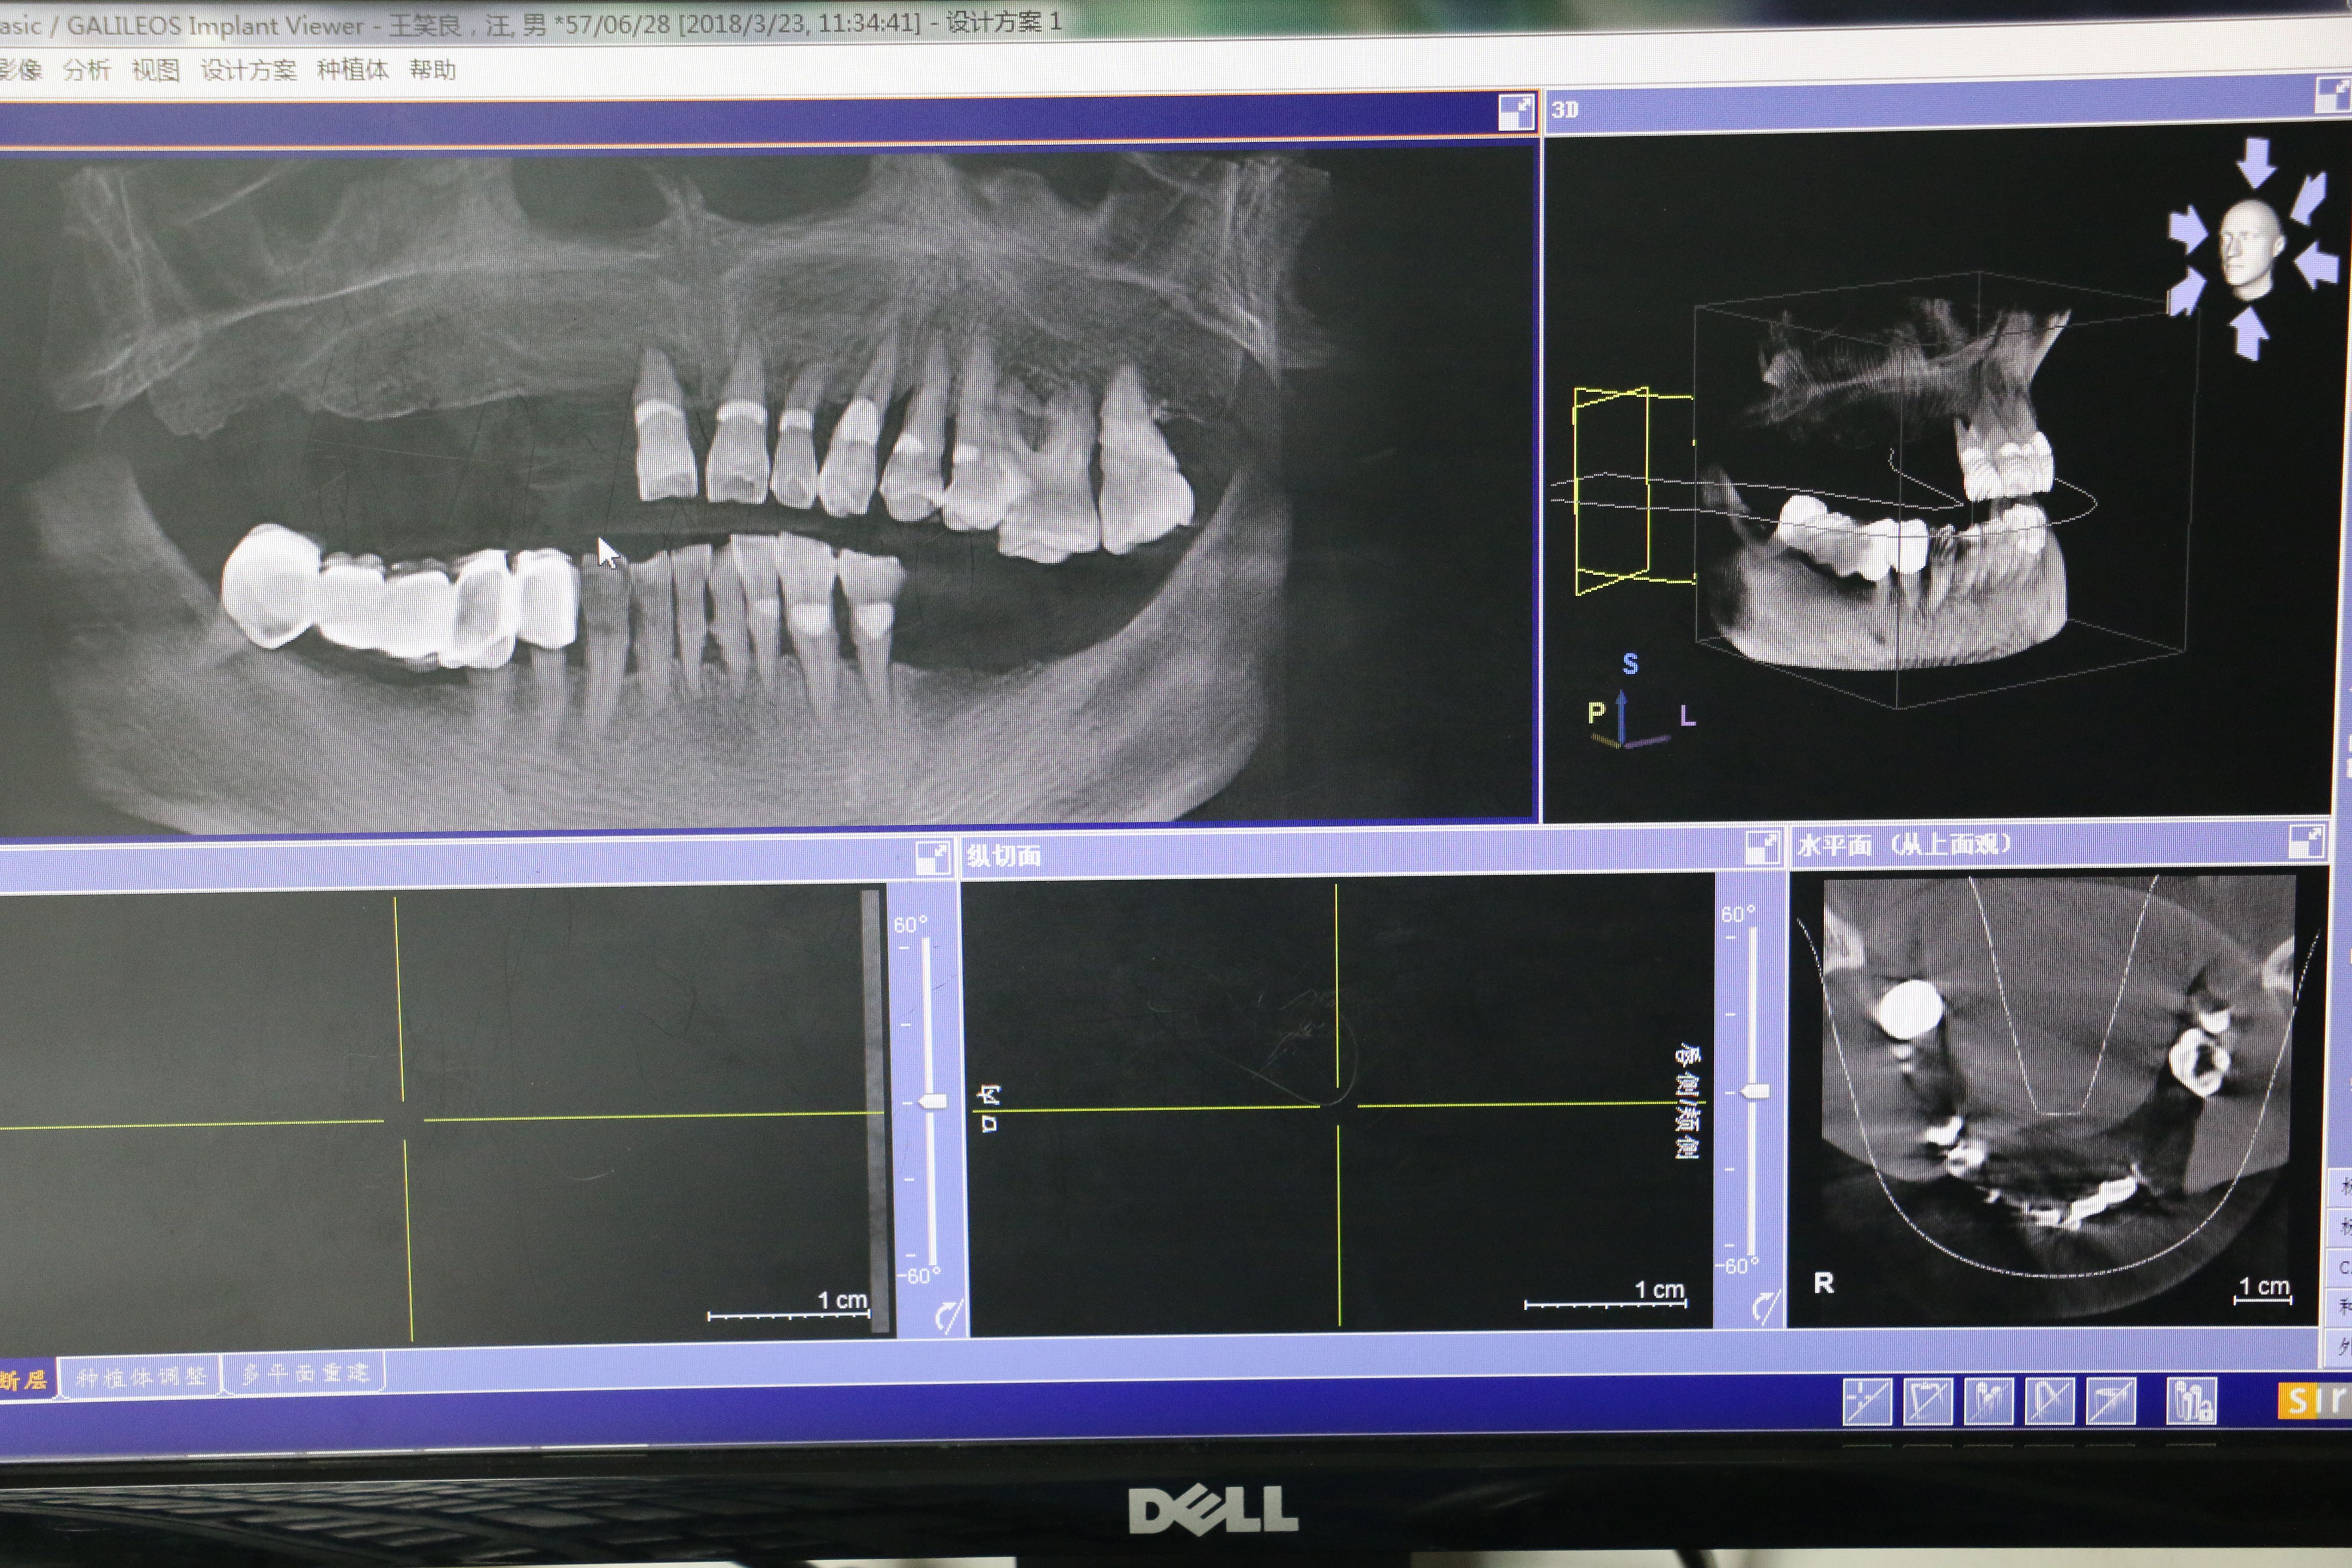 asic / GALILEOS Implant Viewer - 王笑良，汪, 男 *57/06/28 [2018/3/23, 11:34:41] - 设计方案 1
影像 分析 视图 设计方案 种植体 帮助
3D
S
P
L
纵切面
水平面 (从上面观)
60°
60°
口内
唇侧/颊侧
-60°
-60°
1 cm
1 cm
R
1 cm
断层 种植体调整 多平面重建
sir
DELL